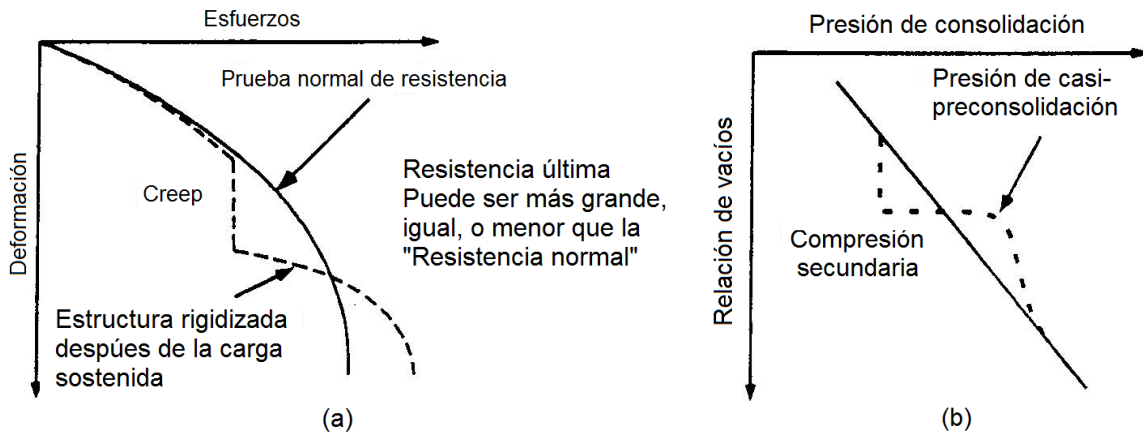 Esfuerzos
Prueba normal de resistencia
Deformación
Creep
Resistencia última
Puede ser más grande,
igual, o menor que la
"Resistencia normal"
Estructura rigidizada
despúes de la carga
sostenida
(a)
Presión de consolidación
Presión de casi-
preconsolidación
Relación de vacíos
Compresión
secundaria
(b)